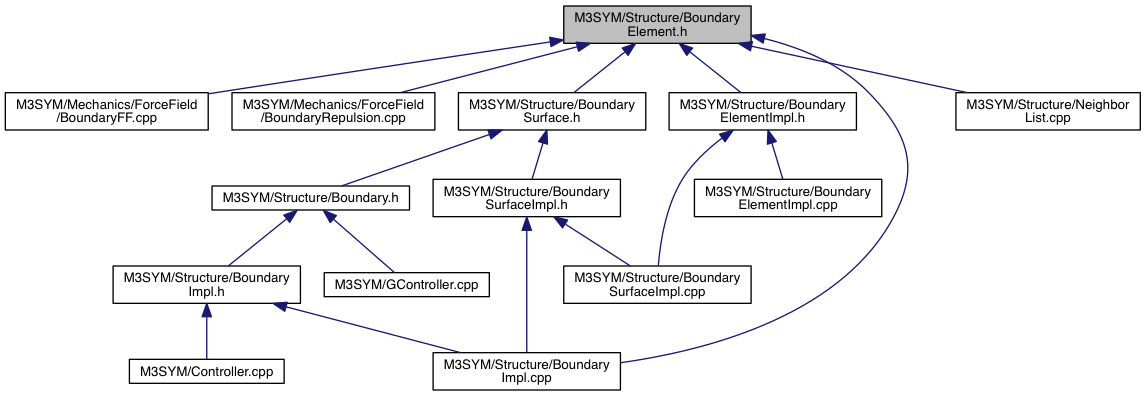 M3SYM/Structure/Boundary
Element.h
M3SYM/Mechanics/ForceField
/BoundaryFF.cpp
M3SYM/Mechanics/ForceField
/BoundaryRepulsion.cpp
M3SYM/Structure/Boundary
Surface.h
M3SYM/Structure/Boundary
ElementImpl.h
M3SYM/Structure/Neighbor
List.cpp
M3SYM/Structure/Boundary.h
M3SYM/Structure/Boundary
SurfaceImpl.h
M3SYM/Structure/Boundary
ElementImpl.cpp
M3SYM/Structure/Boundary
Impl.h
M3SYM/GController.cpp
M3SYM/Structure/Boundary
SurfaceImpl.cpp
M3SYM/Controller.cpp
M3SYM/Structure/Boundary
Impl.cpp